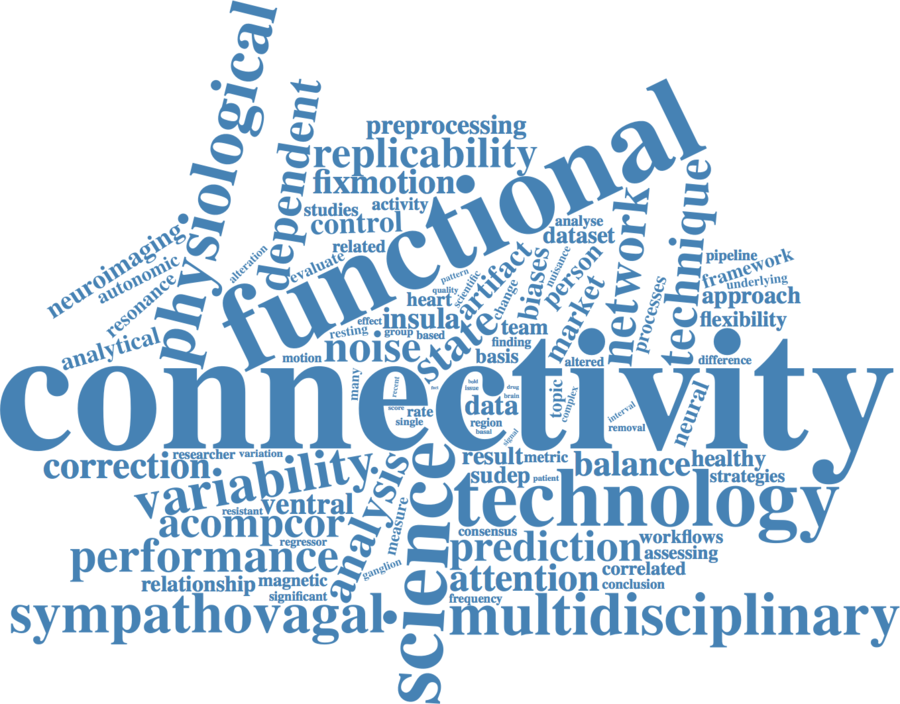 physiological
dependent
functional
preprocessing
replicability
fixmotion
studies
activity
control
related
neuroimaging
autonomic
resonance
analytical
alteration
evaluate
analyse
dataset
network
technique
pipeline
framework
underlying
approach
flexibility
processes
nuisance
person
biases
market
artifact
change
scientific
pattern
quality
heart
insula
state
team
finding
basis
altered
difference
effect
resting
group
based
noise
motion
connectivity
many
recent
score
rate
single
feel
bold
issue
drug
brain
data
region
basal
signal
topic
complex
interval
removal
neural
correction
researcher
variation
variability
resistant
ventral
acompcor
regressor
performance
relationship
magnetic
significant
analysis
measure
ganglion
sympathovagal
science
result
metric
sudep
patient
balance
healthy
strategies
technology
consensus
prediction
workflows
assessing
attention
correlated
conclusion
frequency
multidisciplinary